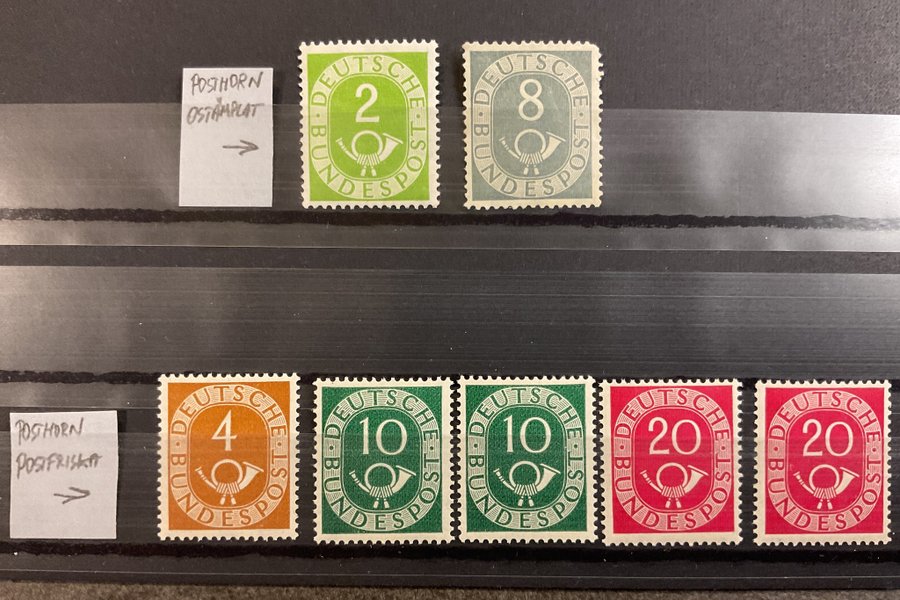 POSTHORN
OSTÄMPLAT
DEUTSCHE
2
BUNDESPOST
DEUTSCHE
8
BUNDESPOST
POSTHORN
POSTFRISKA
DEUTSCHE
4
BUNDESPOST
DEUTSCHE
10
BUNDESPOST
DEUTSCHE
10
BUNDESPOST
DEUTSCHE
20
BUNDESPOST
DEUTSCHE
20
BUNDESPOST